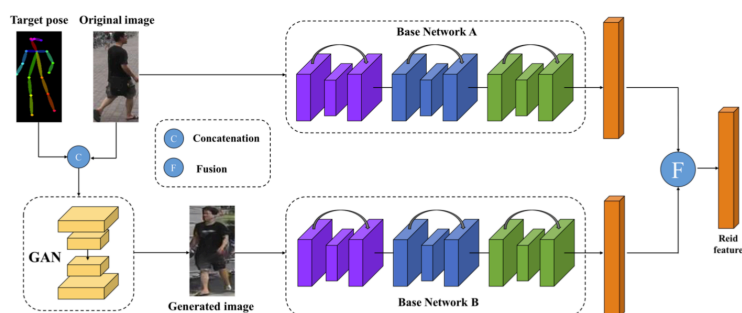 Target pose
Original image
Base Network A
C
Concatenation
F
Fusion
C
F
GAN
Generated image
Base Network B
Reid
feature